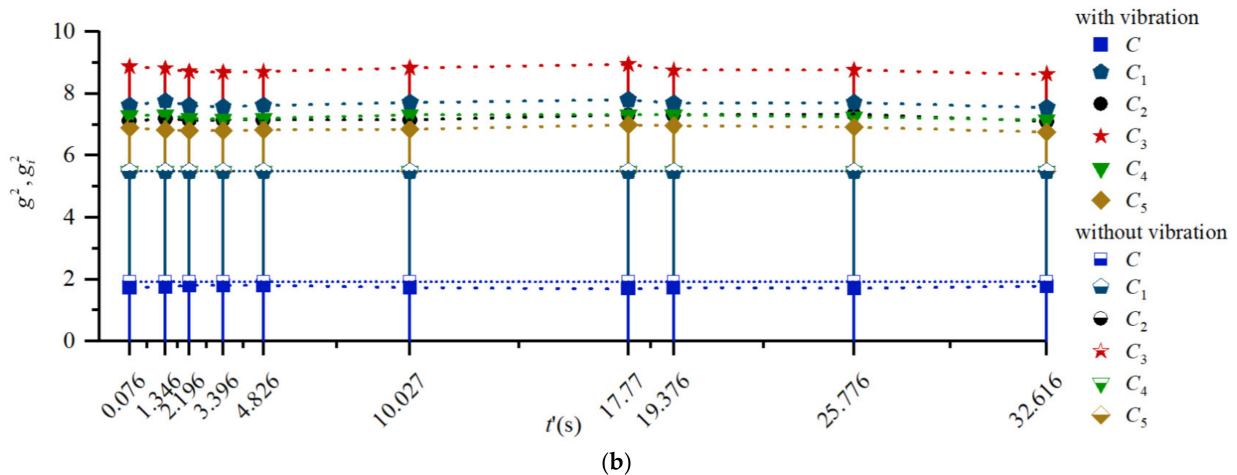 10
8
6
4
2
0
g², gᵢ²
0.076
1.346
2.196
3.396
4.826
10.027
17.77
19.376
25.776
32.616
t'(s)
with vibration
C
C₁
C₂
C₃
C₄
C₅
without vibration
C
C₁
C₂
C₃
C₄
C₅
(b)